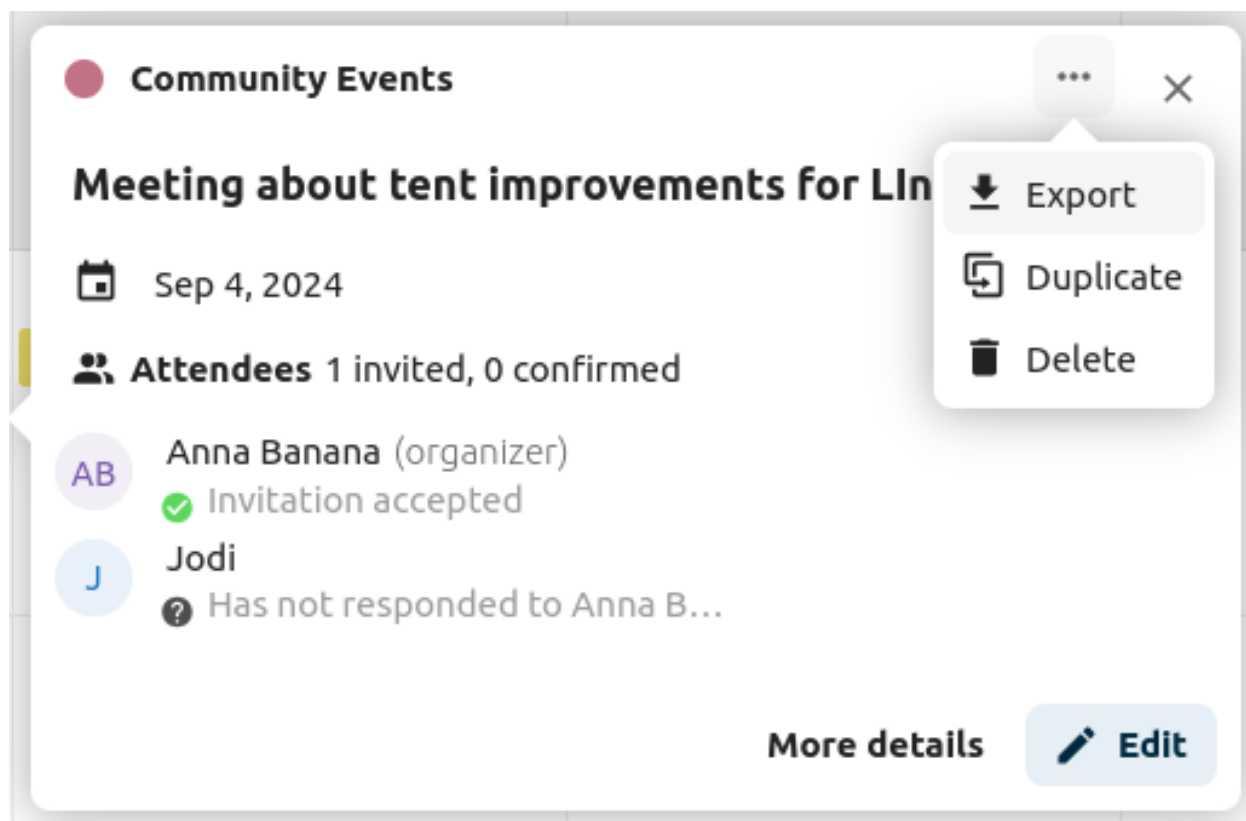 Community Events
Meeting about tent improvements for LIn
Export
Sep 4, 2024
Duplicate
Attendees 1 invited, 0 confirmed
Delete
AB
Anna Banana (organizer)
Invitation accepted
J
Jodi
Has not responded to Anna B...
More details
Edit